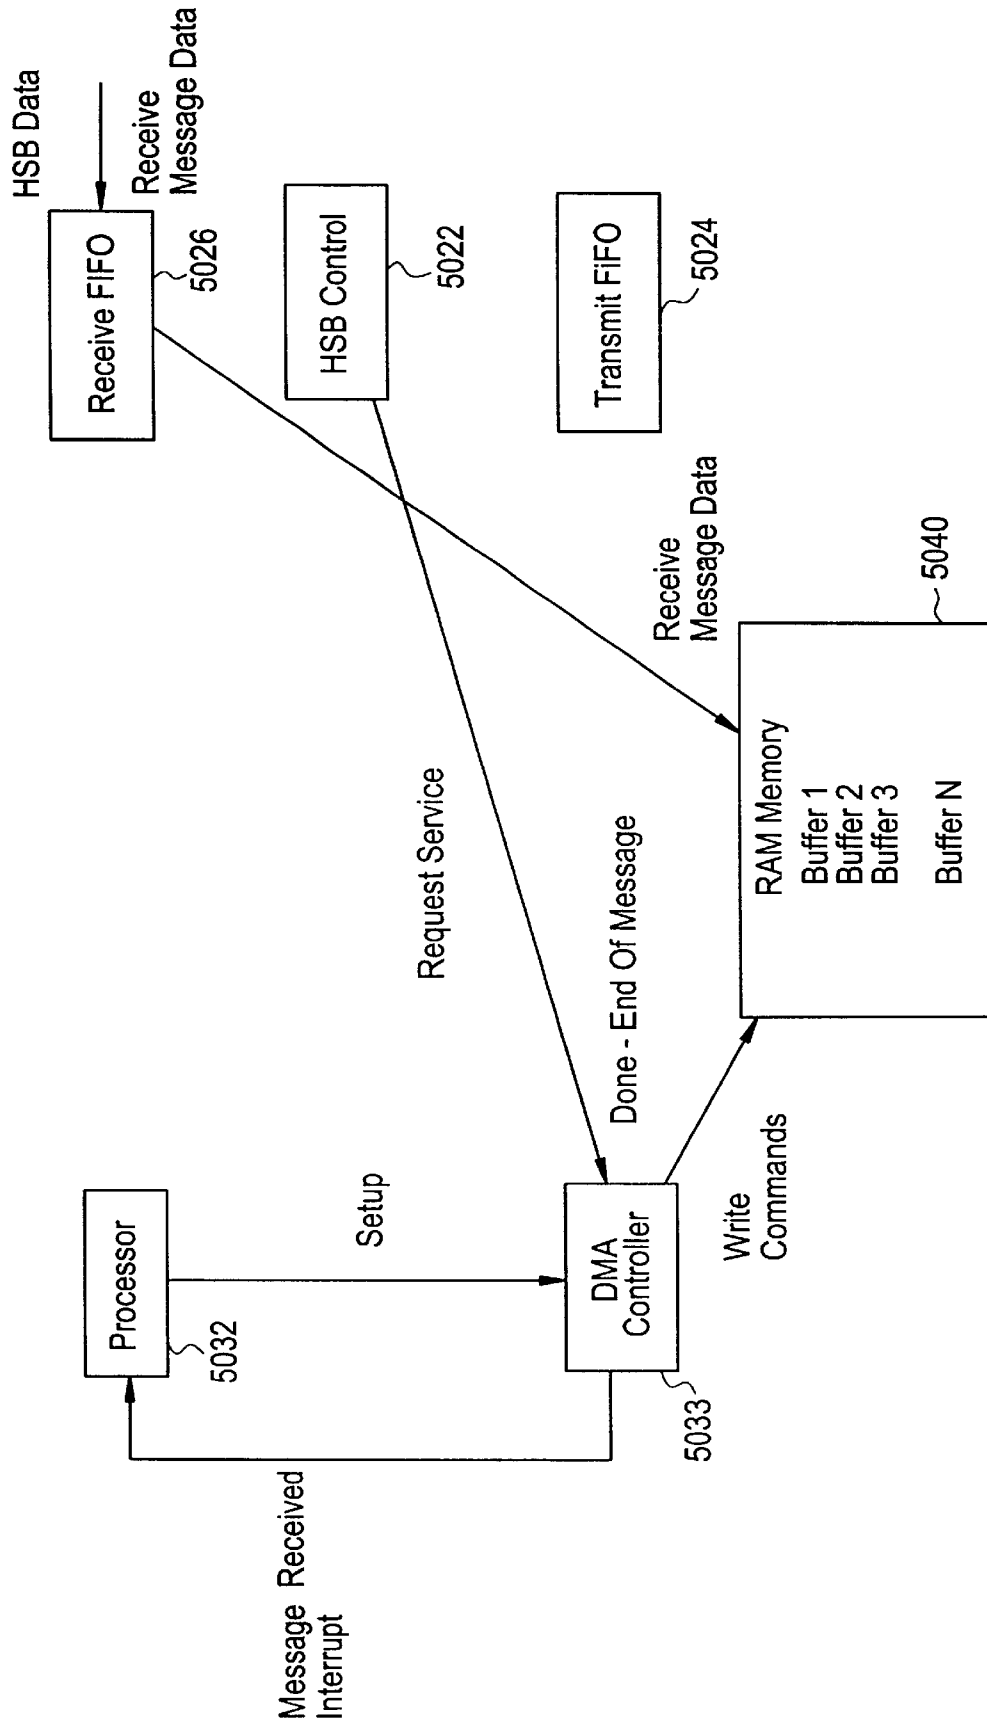 Message Received
Interrupt
Processor
5032
Setup
DMA
Controller
5033
Write
Commands
Done - End Of Message
Request Service
HSB Data
Receive
Message Data
Receive FIFO
5026
HSB Control
5022
Transmit FiFO
5024
Receive
Message Data
RAM Memory
Buffer 1
Buffer 2
Buffer 3
Buffer N
5040